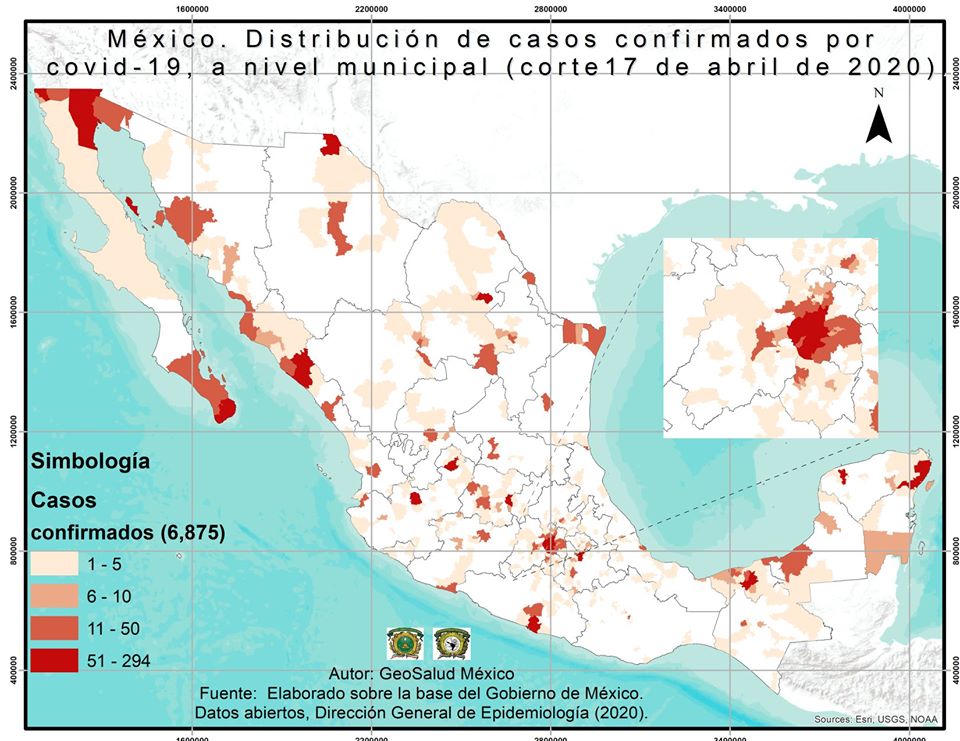 1600000 2200000 2800000 3400000 4000000
México. Distribución de casos confirmados por
covid-19, a nivel municipal (corte17 de abril de 2020)
2400000 2400000
N
2000000 2000000
1600000 1600000
1200000 1200000
Simbología
Casos
confirmados (6,875)
800000 800000
1 - 5
6 - 10
11 - 50
51 - 294
400000 400000
Autor: GeoSalud México
Fuente: Elaborado sobre la base del Gobierno de México.
Datos abiertos, Dirección General de Epidemiología (2020).
Sources: Esri, USGS, NOAA
1600000 2200000 2800000 3400000 4000000